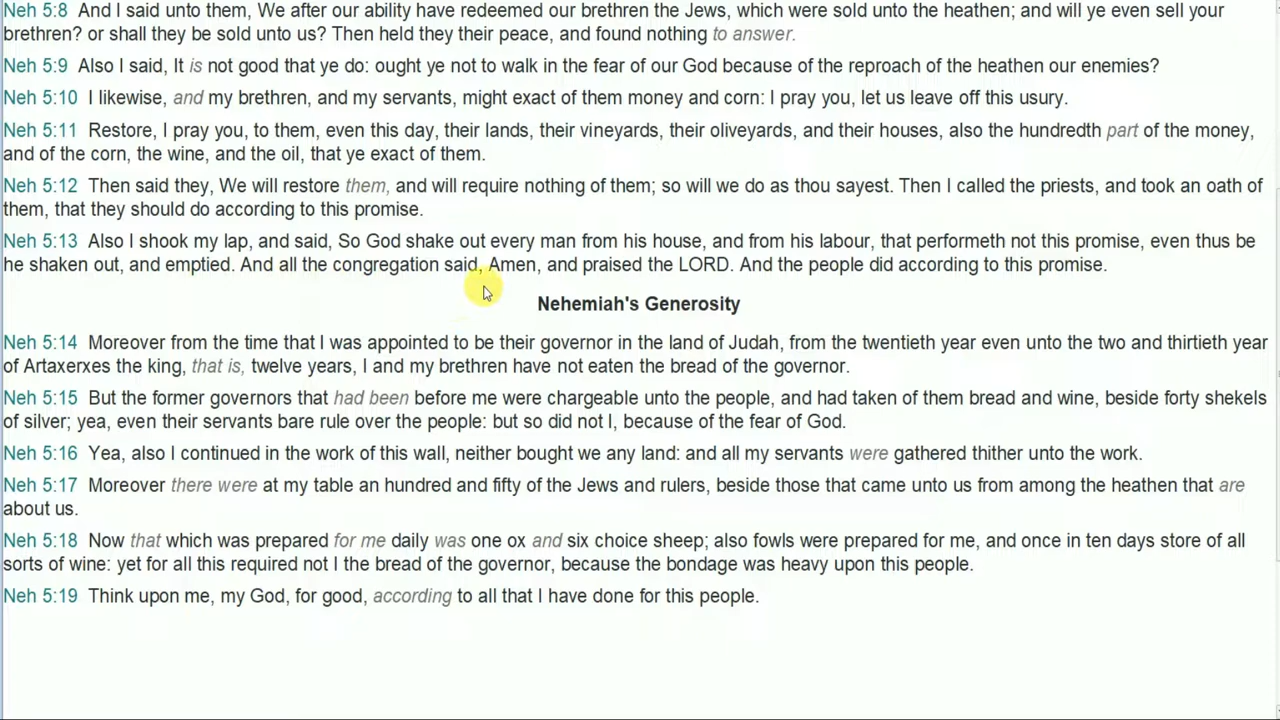 Neh 5:8 And I said unto them, We after our ability have redeemed our brethren the Jews, which were sold unto the heathen; and will ye even sell your
brethren? or shall they be sold unto us? Then held they their peace, and found nothing to answer.
Neh 5:9 Also I said, It is not good that ye do: ought ye not to walk in the fear of our God because of the reproach of the heathen our enemies?
Neh 5:10 I likewise, and my brethren, and my servants, might exact of them money and corn: I pray you, let us leave off this usury.
Neh 5:11 Restore, I pray you, to them, even this day, their lands, their vineyards, their oliveyards, and their houses, also the hundredth part of the money,
and of the corn, the wine, and the oil, that ye exact of them.
Neh 5:12 Then said they, We will restore them, and will require nothing of them; so will we do as thou sayest. Then I called the priests, and took an oath of
them, that they should do according to this promise.
Neh 5:13 Also I shook my lap, and said, So God shake out every man from his house, and from his labour, that performeth not this promise, even thus be
he shaken out, and emptied. And all the congregation said, Amen, and praised the LORD. And the people did according to this promise.
Nehemiah's Generosity
Neh 5:14 Moreover from the time that I was appointed to be their governor in the land of Judah, from the twentieth year even unto the two and thirtieth year
of Artaxerxes the king, that is, twelve years, I and my brethren have not eaten the bread of the governor.
Neh 5:15 But the former governors that had been before me were chargeable unto the people, and had taken of them bread and wine, beside forty shekels
of silver; yea, even their servants bare rule over the people: but so did not I, because of the fear of God.
Neh 5:16 Yea, also I continued in the work of this wall, neither bought we any land: and all my servants were gathered thither unto the work.
Neh 5:17 Moreover there were at my table an hundred and fifty of the Jews and rulers, beside those that came unto us from among the heathen that are
about us.
Neh 5:18 Now that which was prepared for me daily was one ox and six choice sheep; also fowls were prepared for me, and once in ten days store of all
sorts of wine: yet for all this required not I the bread of the governor, because the bondage was heavy upon this people.
Neh 5:19 Think upon me, my God, for good, according to all that I have done for this people.